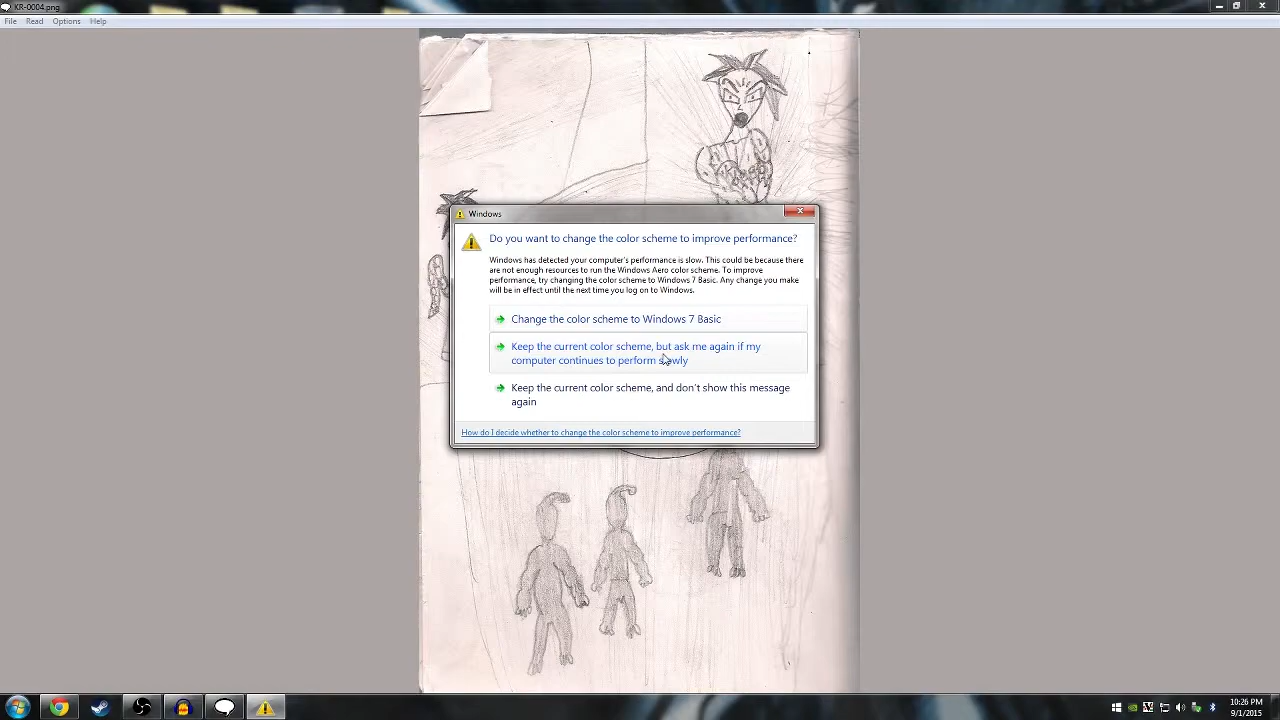 KR-0004.png
File Read Options Help
Windows
Do you want to change the color scheme to improve performance?
Windows has detected your computer's performance is slow. This could be because there
are not enough resources to run the Windows Aero color scheme. To improve
performance, try changing the color scheme to Windows 7 Basic. Any change you make
will be in effect until the next time you log on to Windows.
Change the color scheme to Windows 7 Basic
Keep the current color scheme, but ask me again if my
computer continues to perform slowly
Keep the current color scheme, and don't show this message
again
How do I decide whether to change the color scheme to improve performance?
10:26 PM